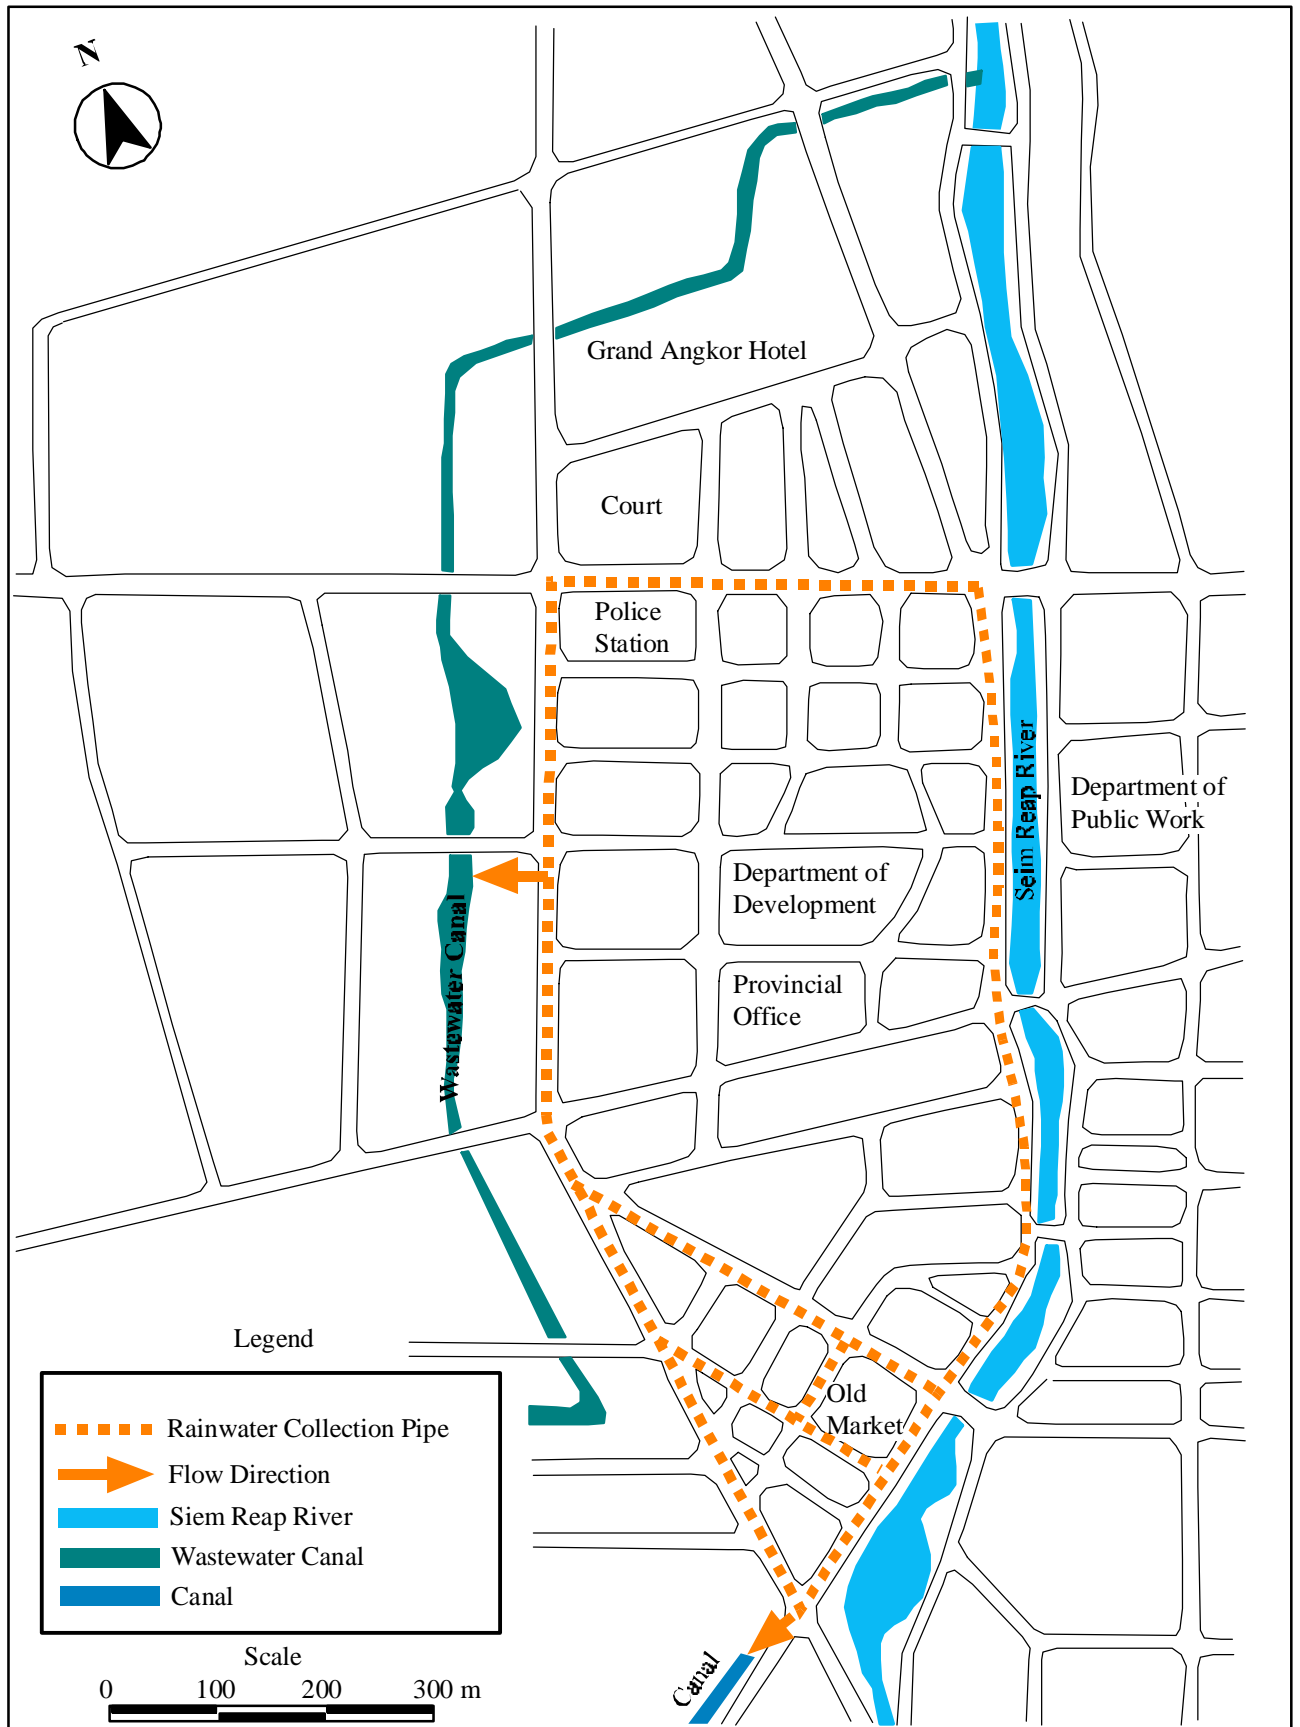 N
Grand Angkor Hotel
Court
Police
Station
Seim Reap River
Department of
Public Work
Department of
Development
Wastewater Canal
Provincial
Office
Old
Market
Legend
Rainwater Collection Pipe
Flow Direction
Siem Reap River
Wastewater Canal
Canal
Scale
0 100 200 300 m
Canal